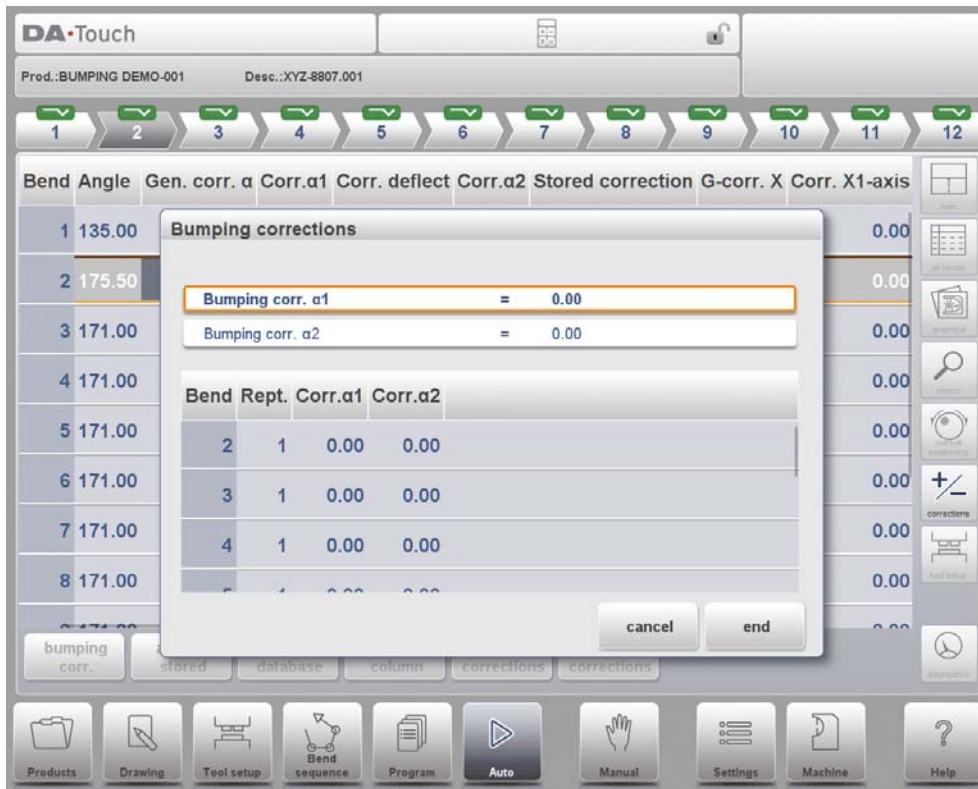 DA·Touch
Prod.:BUMPING DEMO-001 Desc.:XYZ-8807.001
1 2 3 4 5 6 7 8 9 10 11 12
Bend Angle Gen. corr. α Corr.α1 Corr. deflect Corr.α2 Stored correction G-corr. X Corr. X1-axis
1 135.00 0.00
2 175.50 0.00
3 171.00 0.00
4 171.00 0.00
5 171.00 0.00
6 171.00 0.00
7 171.00 0.00
8 171.00 0.00
Bumping corrections
Bumping corr. α1 = 0.00
Bumping corr. α2 = 0.00
Bend Rept. Corr.α1 Corr.α2
2 1 0.00 0.00
3 1 0.00 0.00
4 1 0.00 0.00
cancel end
corrections
bumping corr.
stored
database
column
corrections
corrections
Products
Drawing
Tool setup
Bend sequence
Program
Auto
Manual
Settings
Machine
Help